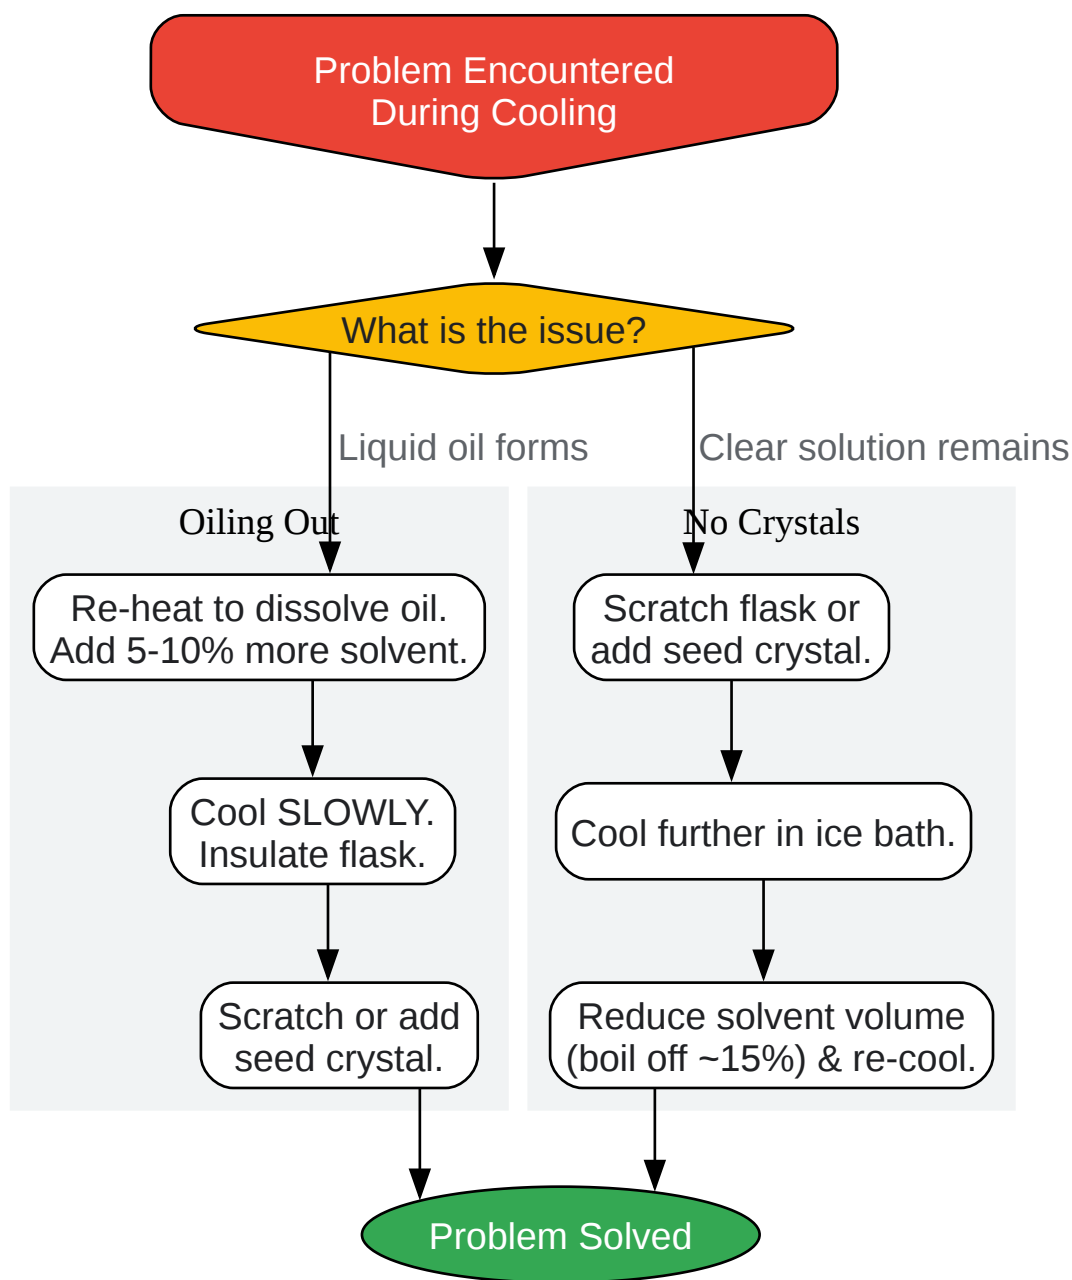 Problem Encountered
During Cooling
What is the issue?
Liquid oil forms
Clear solution remains
Oiling Out
Re-heat to dissolve oil.
Add 5-10% more solvent.
Cool SLOWLY.
Insulate flask.
Scratch or add
seed crystal.
No Crystals
Scratch flask or
add seed crystal.
Cool further in ice bath.
Reduce solvent volume
(boil off ~15%) & re-cool.
Problem Solved